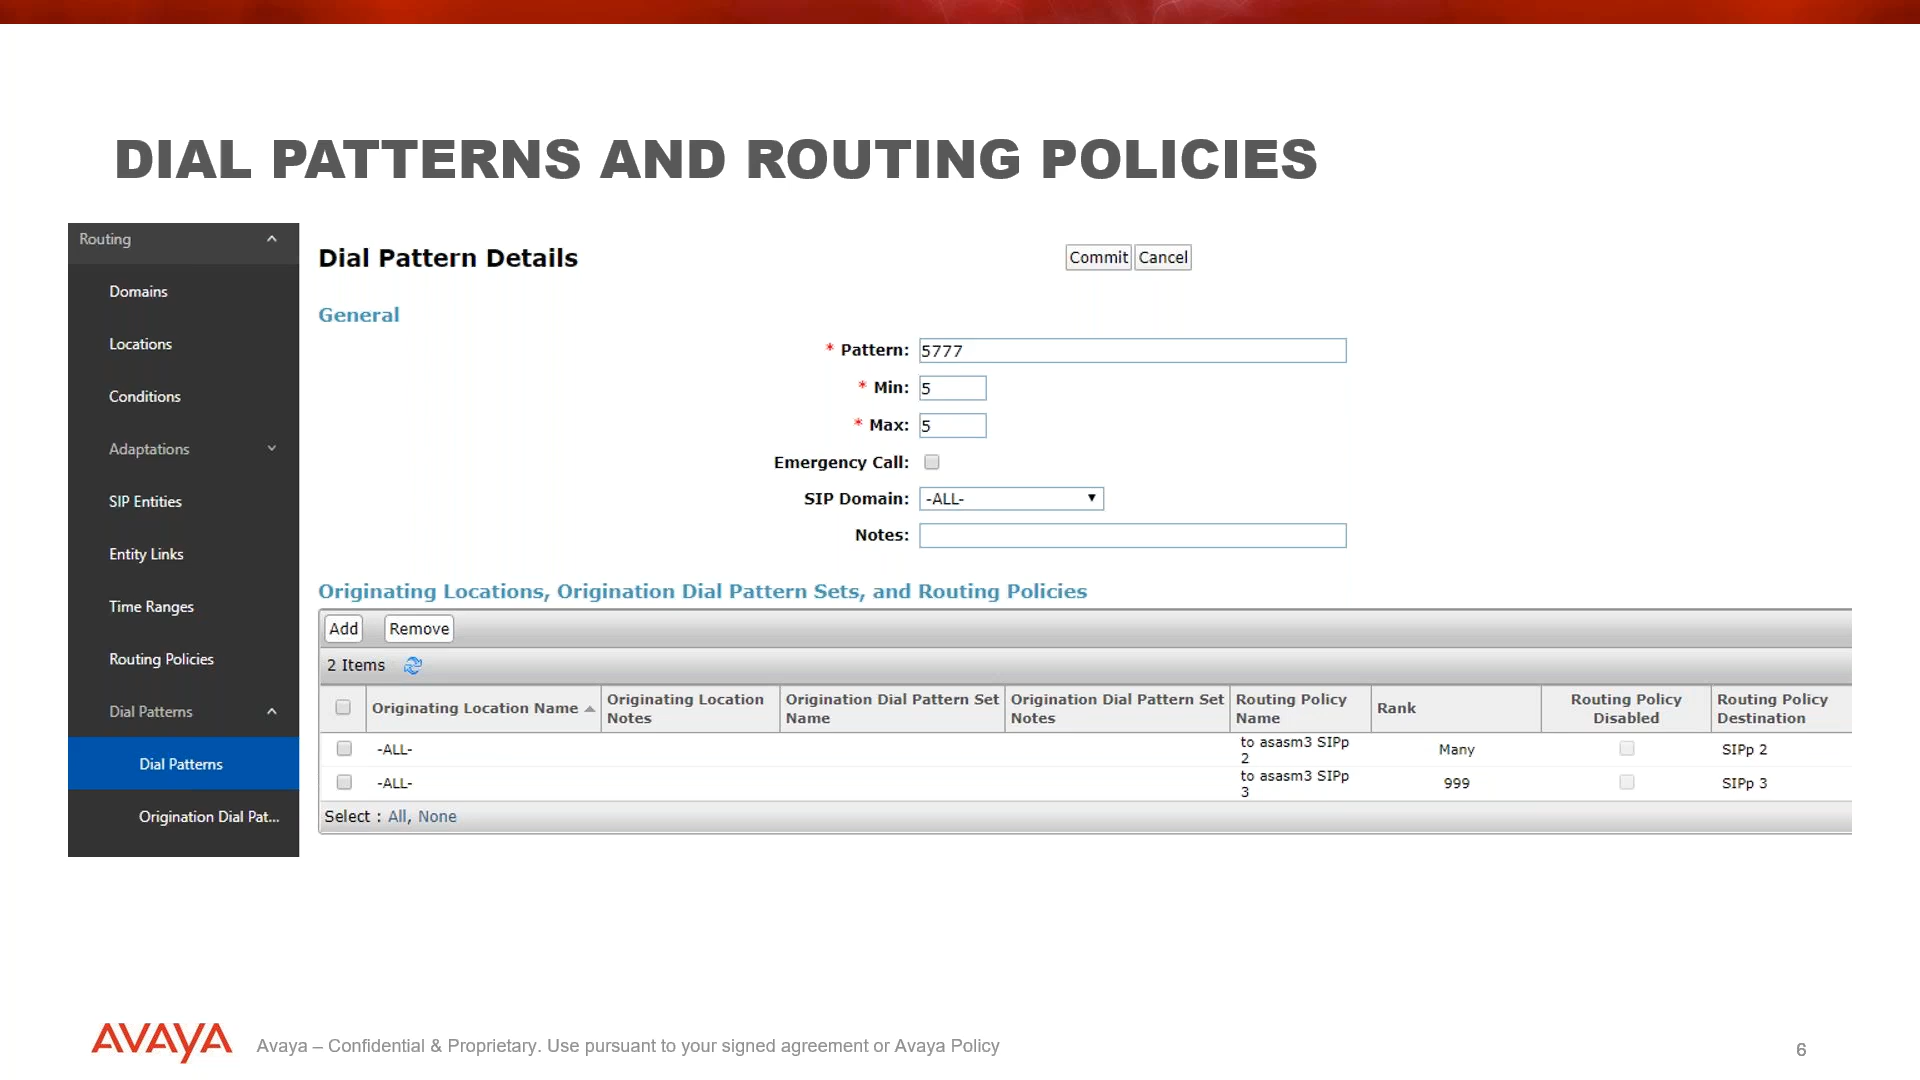 DIAL PATTERNS AND ROUTING POLICIES
Routing
Domains
Locations
Conditions
Adaptations
SIP Entities
Entity Links
Time Ranges
Routing Policies
Dial Patterns
Dial Patterns
Origination Dial Pat...
Dial Pattern Details
Commit Cancel
General
* Pattern: 5777
* Min: 5
* Max: 5
Emergency Call:
SIP Domain: -ALL-
Notes:
Originating Locations, Origination Dial Pattern Sets, and Routing Policies
Add Remove
2 Items
Originating Location Name
Originating Location
Notes
Origination Dial Pattern Set
Name
Origination Dial Pattern Set
Notes
Routing Policy
Name
Rank
Routing Policy
Disabled
Routing Policy
Destination
-ALL-
to asasm3 SIPp
2
Many
SIPp 2
-ALL-
to asasm3 SIPp
3
999
SIPp 3
Select : All, None
AVAYA
Avaya – Confidential & Proprietary. Use pursuant to your signed agreement or Avaya Policy
6